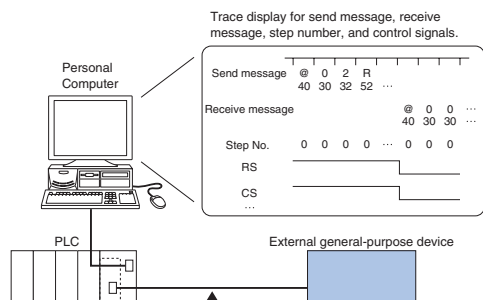 Trace display for send message, receive
message, step number, and control signals.
Personal
Computer
Send message @ 0 2 R
40 30 32 52 ...
Receive message @ 0 0 ...
40 30 30 ...
Step No. 0 0 0 0 ... 0 0 0
RS
CS
...
PLC
External general-purpose device